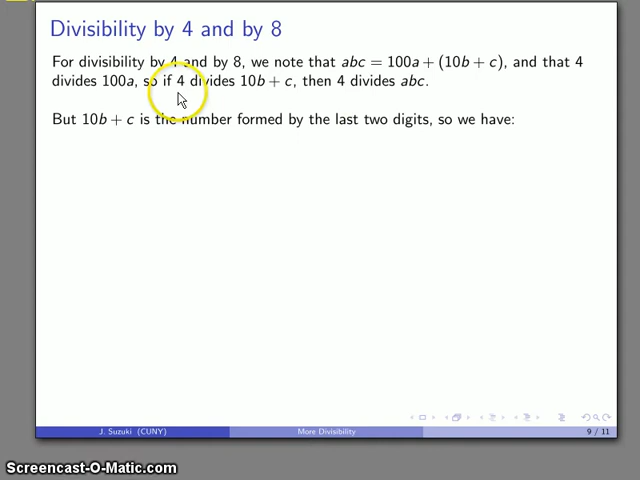 Divisibility by 4 and by 8
For divisibility by 4 and by 8, we note that abc = 100a + (10b + c), and that 4
divides 100a, so if 4 divides 10b + c, then 4 divides abc.
But 10b + c is the number formed by the last two digits, so we have:
J. Suzuki (CUNY) More Divisibility 9 / 11
Screencast-O-Matic.com